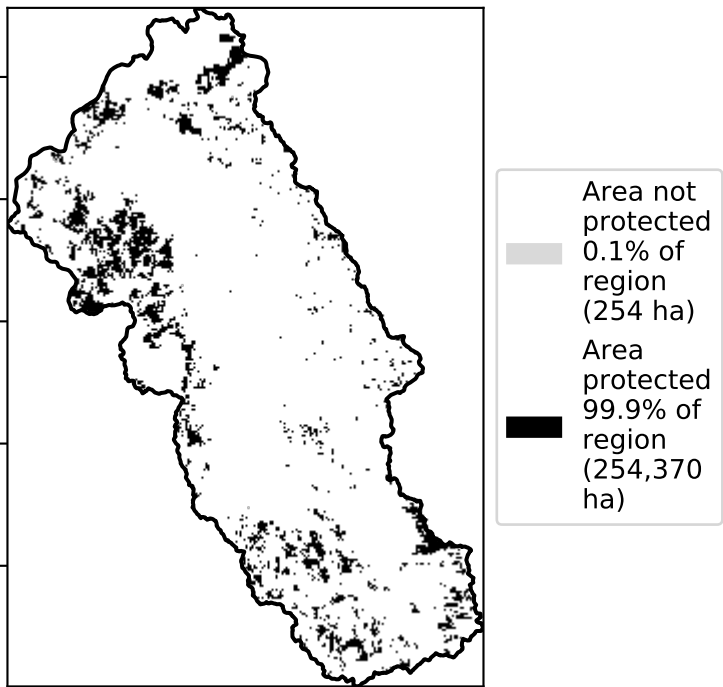 Area not
protected
0.1% of
region
(254 ha)
Area
protected
99.9% of
region
(254,370
ha)